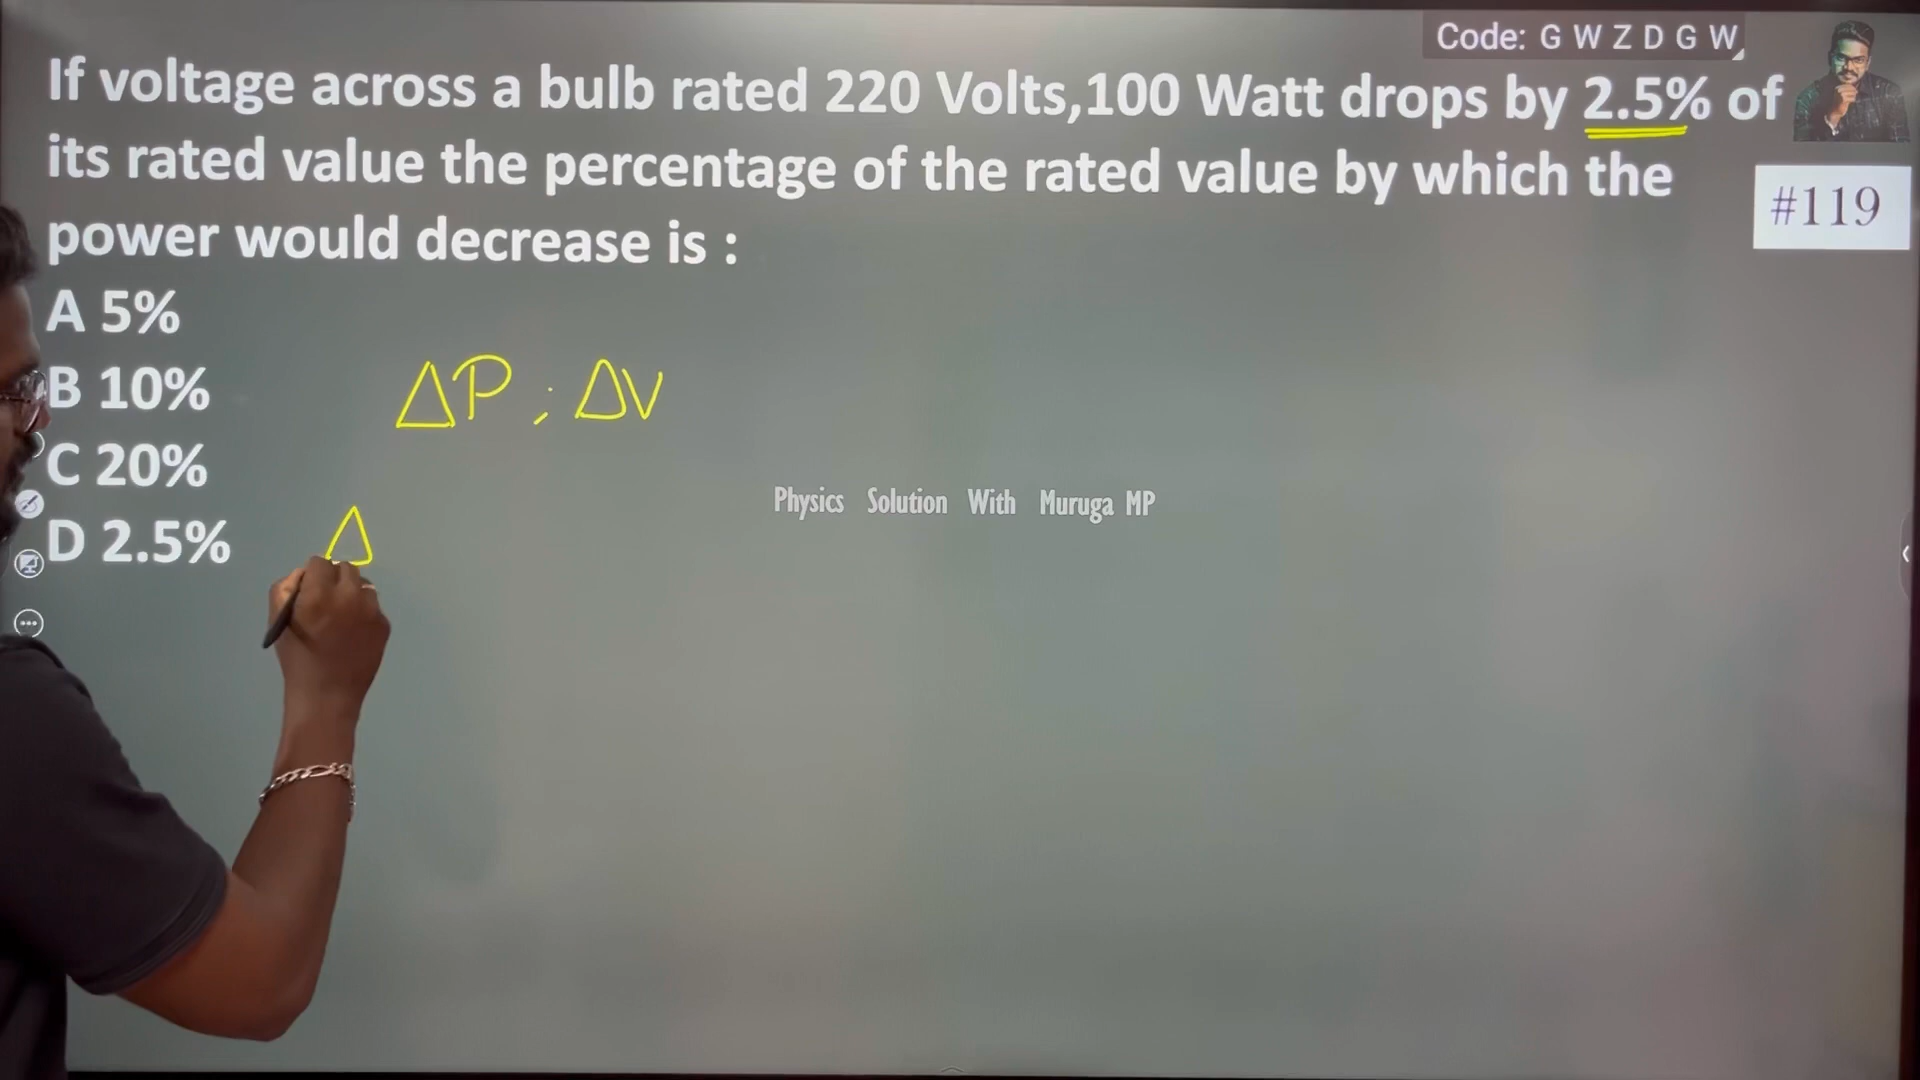 Code: G W Z D G W
If voltage across a bulb rated 220 Volts,100 Watt drops by 2.5% of
its rated value the percentage of the rated value by which the
power would decrease is :
#119
A 5%
B 10%
C 20%
D 2.5%
ΔP ; ΔV
Δ
Physics Solution With Muruga MP